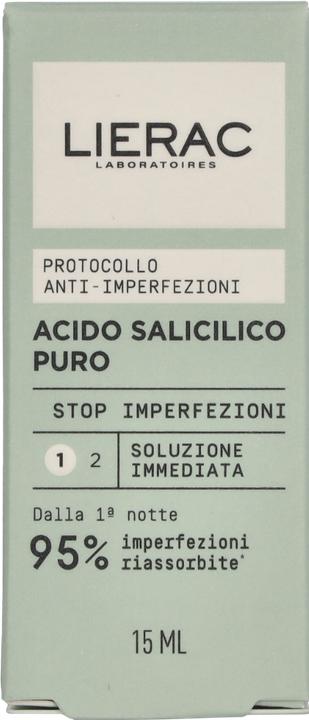 LIERAC
LABORATOIRES
PROTOCOLLO
ANTI-IMPERFEZIONI
ACIDO SALICILICO
PURO
STOP IMPERFEZIONI
1 2
SOLUZIONE
IMMEDIATA
Dalla 1ª notte
95% imperfezioni
riassorbite*
15 ML